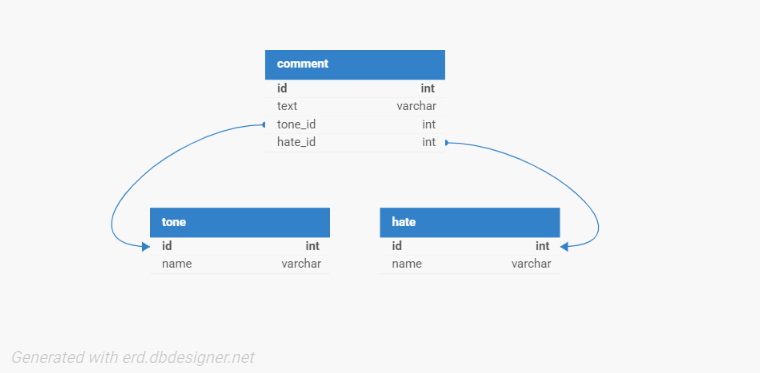 comment
id int
text varchar
tone_id int
hate_id int
tone
id int
name varchar
hate
id int
name varchar
Generated with erd.dbdesigner.net